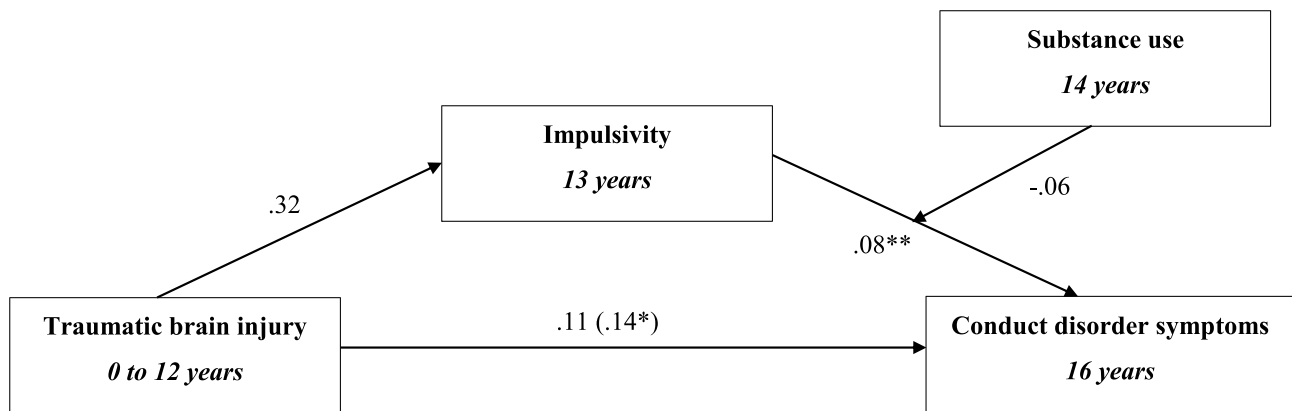 Substance use
14 years
Impulsivity
13 years
.32
-.06
.08**
Traumatic brain injury
0 to 12 years
.11 (.14*)
Conduct disorder symptoms
16 years